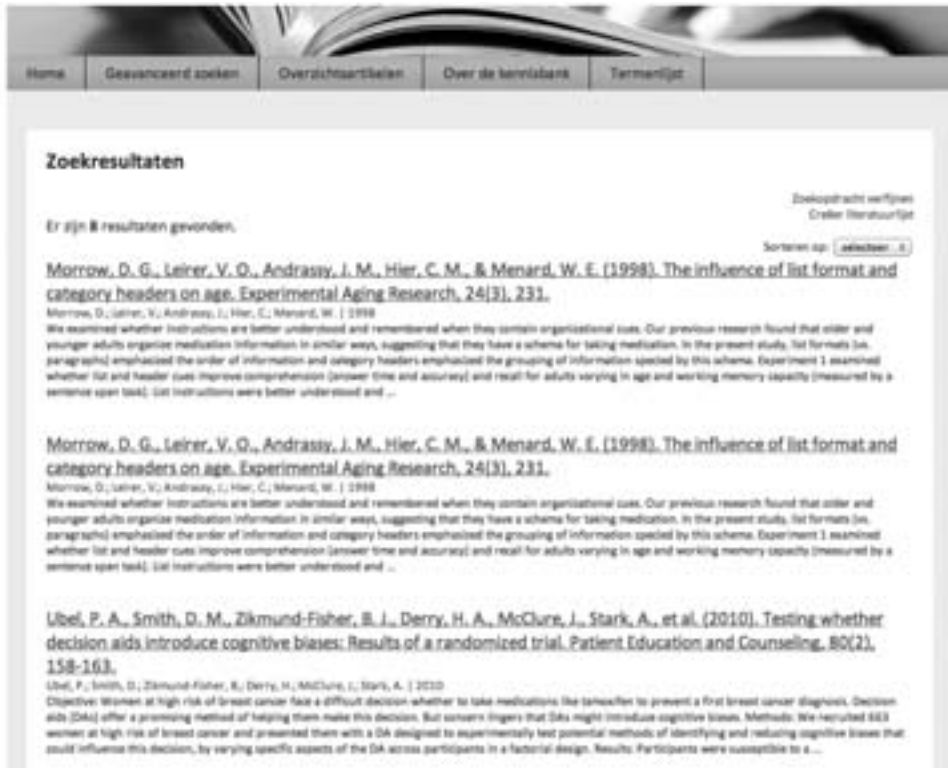 Home Geavanceerd zoeken Overzichtsartikelen Over de kennisbank Termenlijst
Zoekresultaten
Zoekopdracht verfijnen
Creëer literatuurlijst
Er zijn 8 resultaten gevonden.
Sorteren op: selecteer
Morrow, D. G., Leirer, V. O., Andrassy, J. M., Hier, C. M., & Menard, W. E. (1998). The influence of list format and
category headers on age. Experimental Aging Research, 24(3), 231.
Morrow, D.; Leirer, V.; Andrassy, J.; Hier, C.; Menard, W. | 1998
We examined whether instructions are better understood and remembered when they contain organizational cues. Our previous research found that older and
younger adults organize medication information in similar ways, suggesting that they have a schema for taking medication. In the present study, list formats (vs.
paragraphs) emphasized the order of information and category headers emphasized the grouping of information specied by this schema. Experiment 1 examined
whether list and header cues improve comprehension (answer time and accuracy) and recall for adults varying in age and working memory capacity (measured by a
sentence span task). List instructions were better understood and ...
Morrow, D. G., Leirer, V. O., Andrassy, J. M., Hier, C. M., & Menard, W. E. (1998). The influence of list format and
category headers on age. Experimental Aging Research, 24(3), 231.
Morrow, D.; Leirer, V.; Andrassy, J.; Hier, C.; Menard, W. | 1998
We examined whether instructions are better understood and remembered when they contain organizational cues. Our previous research found that older and
younger adults organize medication information in similar ways, suggesting that they have a schema for taking medication. In the present study, list formats (vs.
paragraphs) emphasized the order of information and category headers emphasized the grouping of information specied by this schema. Experiment 1 examined
whether list and header cues improve comprehension (answer time and accuracy) and recall for adults varying in age and working memory capacity (measured by a
sentence span task). List instructions were better understood and ...
Ubel, P. A., Smith, D. M., Zikmund-Fisher, B. J., Derry, H. A., McClure, J., Stark, A., et al. (2010). Testing whether
decision aids introduce cognitive biases: Results of a randomized trial. Patient Education and Counseling, 80(2),
158-163.
Ubel, P.; Smith, D.; Zikmund-Fisher, B.; Derry, H.; McClure, J.; Stark, A. | 2010
Objective: Women at high risk of breast cancer face a difficult decision whether to take medications like tamoxifen to prevent a first breast cancer diagnosis. Decision
aids (DAs) offer a promising method of helping them make this decision. But concern lingers that DAs might introduce cognitive biases. Methods: We recruited 663
women at high risk of breast cancer and presented them with a DA designed to experimentally test potential methods of identifying and reducing cognitive biases that
could influence this decision, by varying specific aspects of the DA across participants in a factorial design. Results: Participants were susceptible to a ...